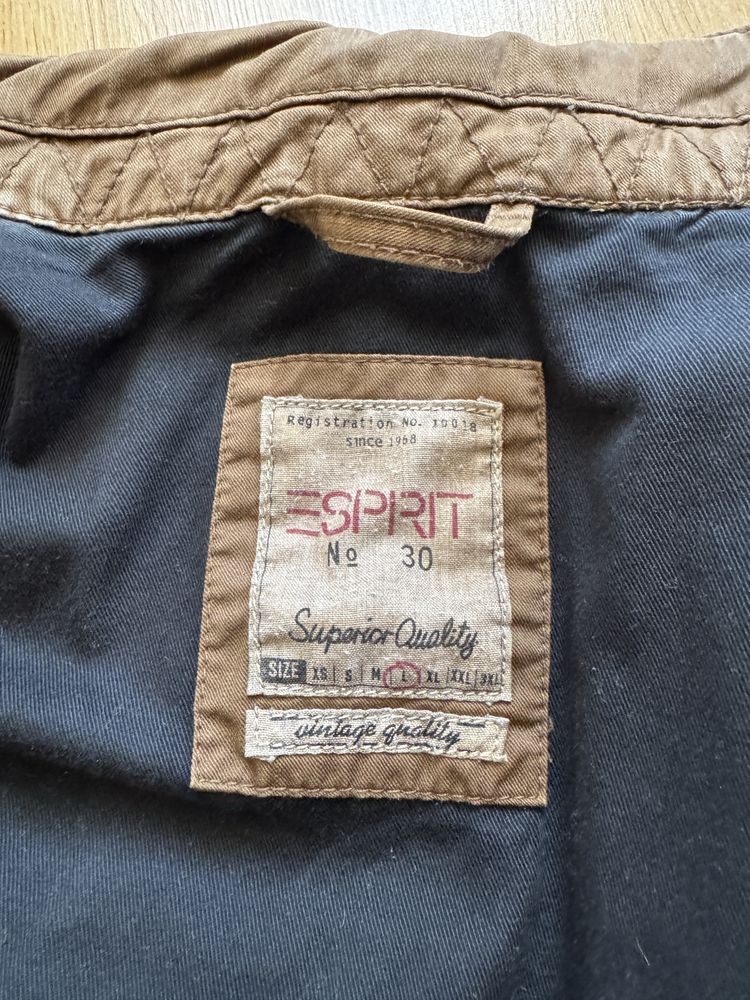 Registration No. 10018
since 1968
ESPRIT
No 30
Superior Quality
SIZE XS | S | M | L | XL | XXL | 3XL
vintage quality